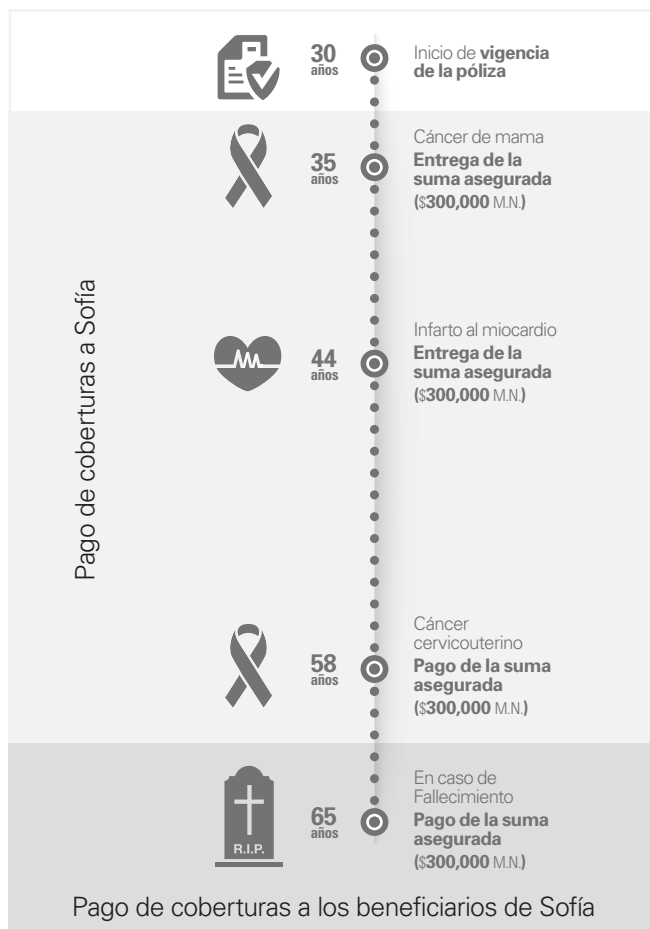 30
años
Inicio de vigencia
de la póliza
35
años
Cáncer de mama
Entrega de la
suma asegurada
($300,000 M.N.)
Pago de coberturas a Sofía
44
años
Infarto al miocardio
Entrega de la
suma asegurada
($300,000 M.N.)
58
años
Cáncer
cervicouterino
Pago de la suma
asegurada
($300,000 M.N.)
R.I.P.
65
años
En caso de
Fallecimiento
Pago de la suma
asegurada
($300,000 M.N.)
Pago de coberturas a los beneficiarios de Sofía